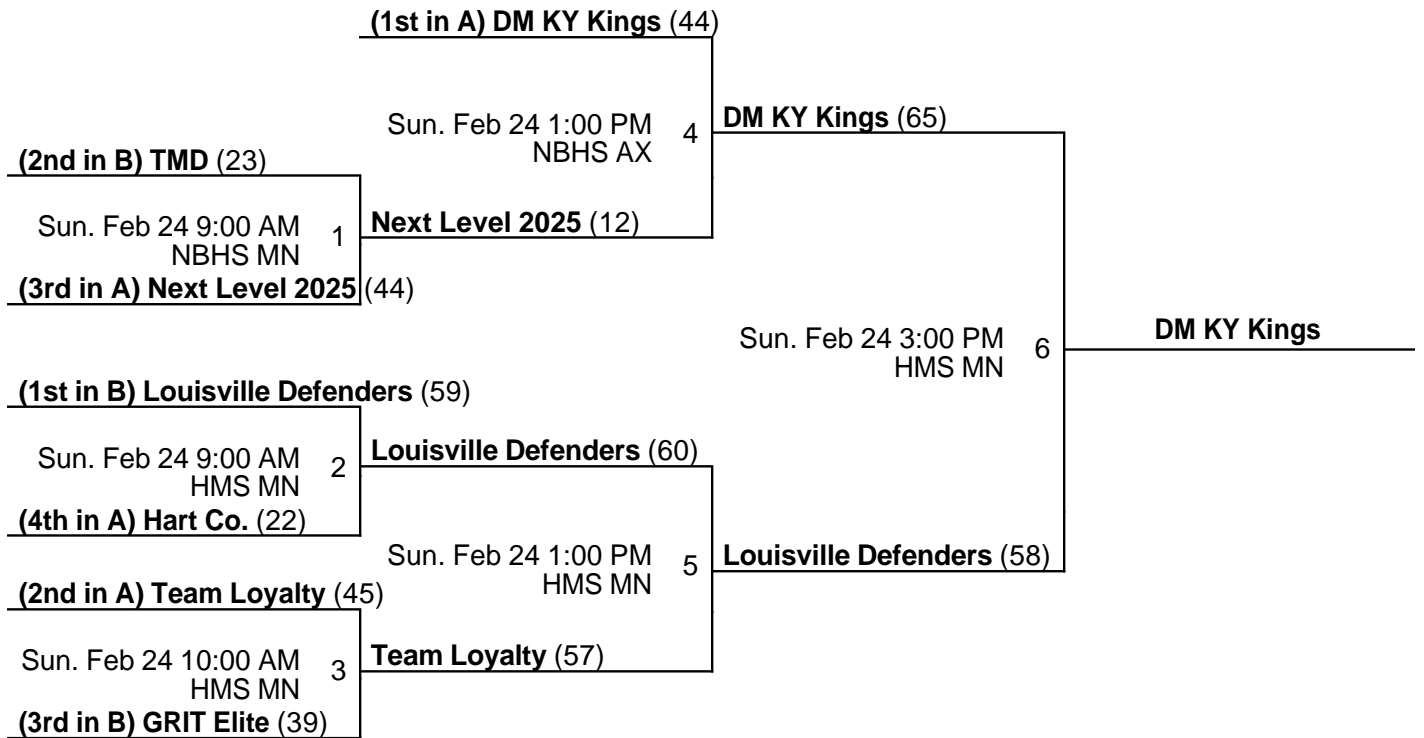 (1st in A) DM KY Kings (44)
Sun. Feb 24 1:00 PM
NBHS AX
4
DM KY Kings (65)
(2nd in B) TMD (23)
Sun. Feb 24 9:00 AM
NBHS MN
1
Next Level 2025 (12)
(3rd in A) Next Level 2025 (44)
Sun. Feb 24 3:00 PM
HMS MN
6
DM KY Kings
(1st in B) Louisville Defenders (59)
Sun. Feb 24 9:00 AM
HMS MN
2
Louisville Defenders (60)
(4th in A) Hart Co. (22)
Sun. Feb 24 1:00 PM
HMS MN
5
Louisville Defenders (58)
(2nd in A) Team Loyalty (45)
Sun. Feb 24 10:00 AM
HMS MN
3
Team Loyalty (57)
(3rd in B) GRIT Elite (39)